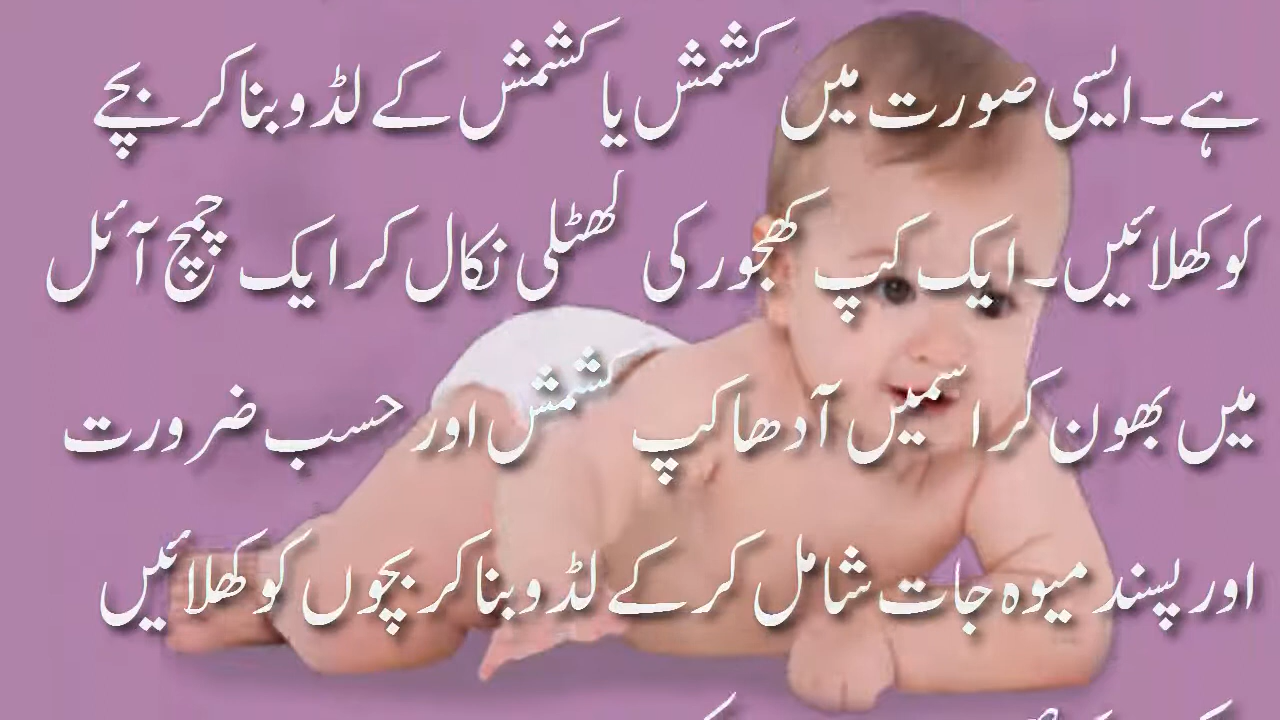 ہے۔ ایسی صورت میں کشمش یا کشمش کے لڈو بنا کر بچے
کو کھلائیں۔ ایک کپ کھجور کی گھٹلی نکال کر ایک چمچ آئل
میں بھون کر اسمیں آدھا کپ کشمش اور حسب ضرورت
اور پسند میوہ جات شامل کر کے لڈو بنا کر بچوں کو کھلائیں